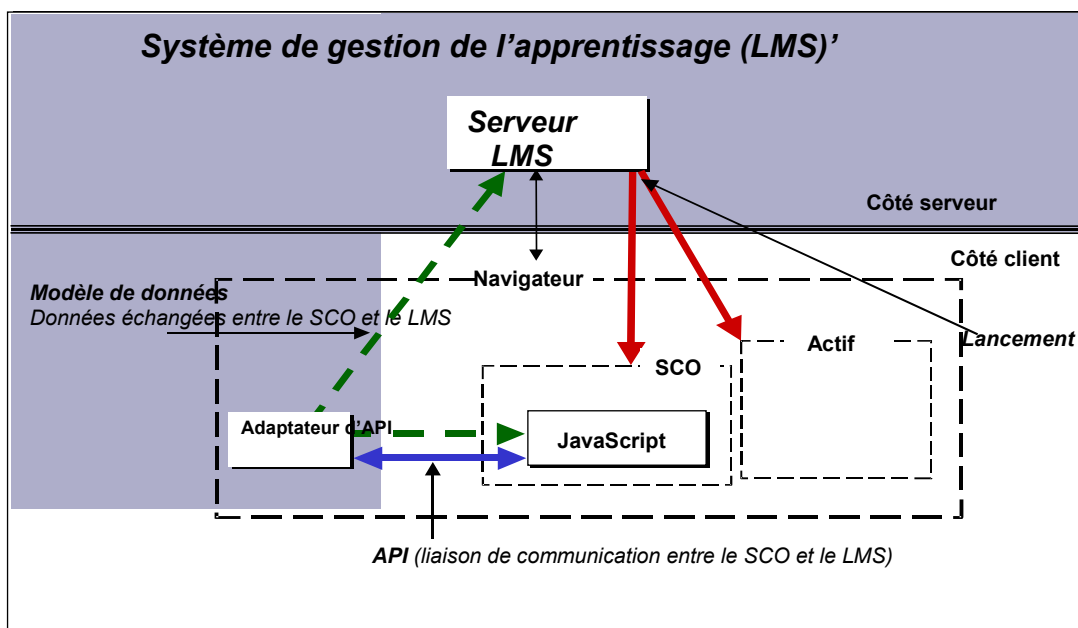 Système de gestion de l’apprentissage (LMS)’
Serveur
LMS
Côté serveur
Côté client
Navigateur
Modèle de données
Données échangées entre le SCO et le LMS
Lancement
Actif
SCO
Adaptateur d’API
JavaScript
API (liaison de communication entre le SCO et le LMS)